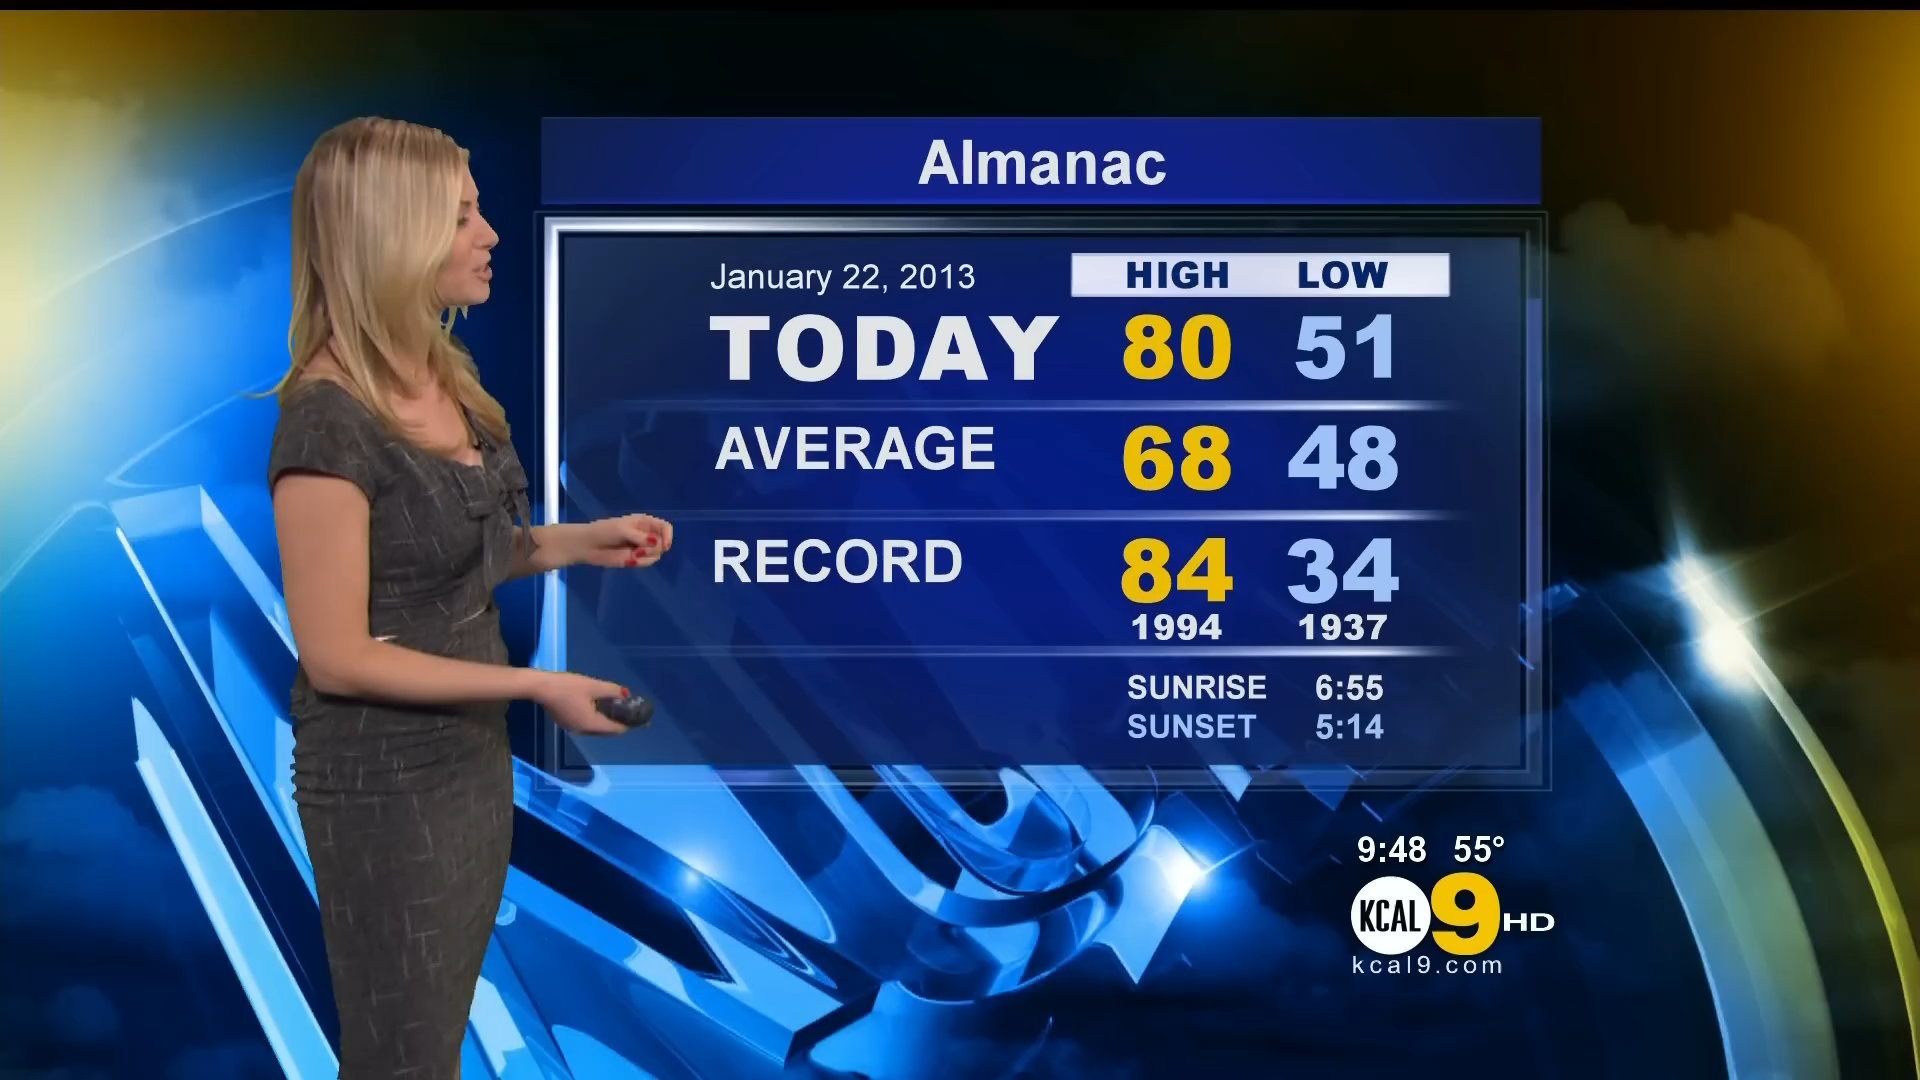 Almanac
January 22, 2013 HIGH LOW
TODAY 80 51
AVERAGE 68 48
RECORD 84 34
1994 1937
SUNRISE 6:55
SUNSET 5:14
9:48 55°
KCAL 9 HD
kcal9.com